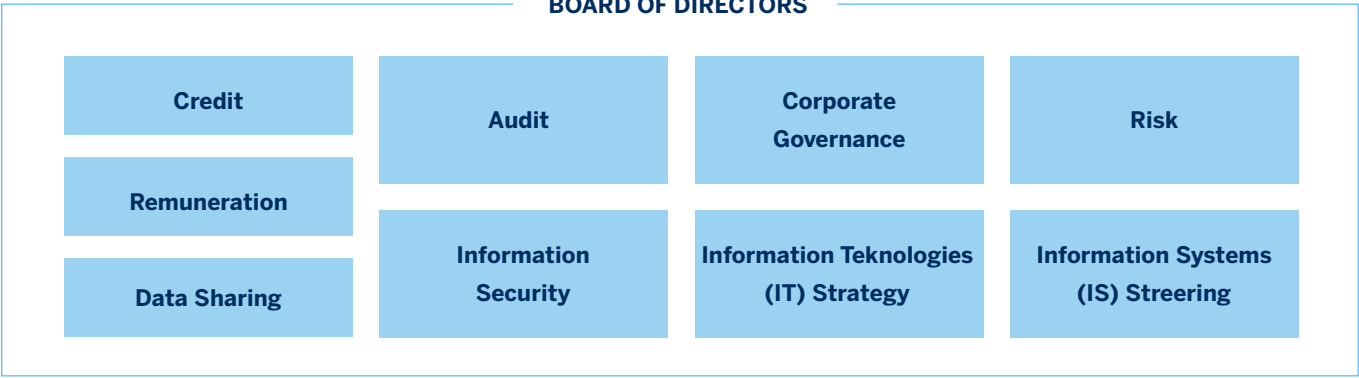 BOARD OF DIRECTORS
Credit
Remuneration
Data Sharing
Audit
Information
Security
Corporate
Governance
Information Teknologies
(IT) Strategy
Risk
Information Systems
(IS) Streering